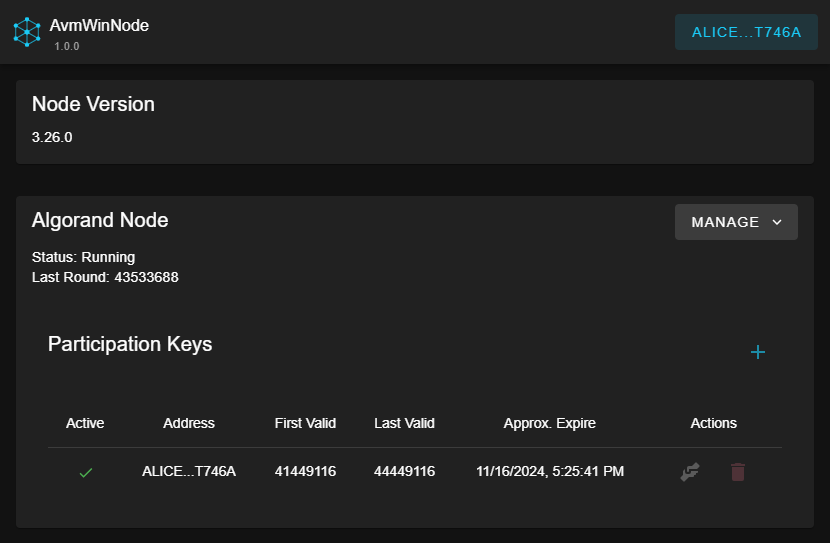 AvmWinNode
1.0.0
ALICE...T746A
Node Version
3.26.0
Algorand Node
MANAGE
Status: Running
Last Round: 43533688
Participation Keys
Active Address First Valid Last Valid Approx. Expire Actions
ALICE...T746A 41449116 44449116 11/16/2024, 5:25:41 PM